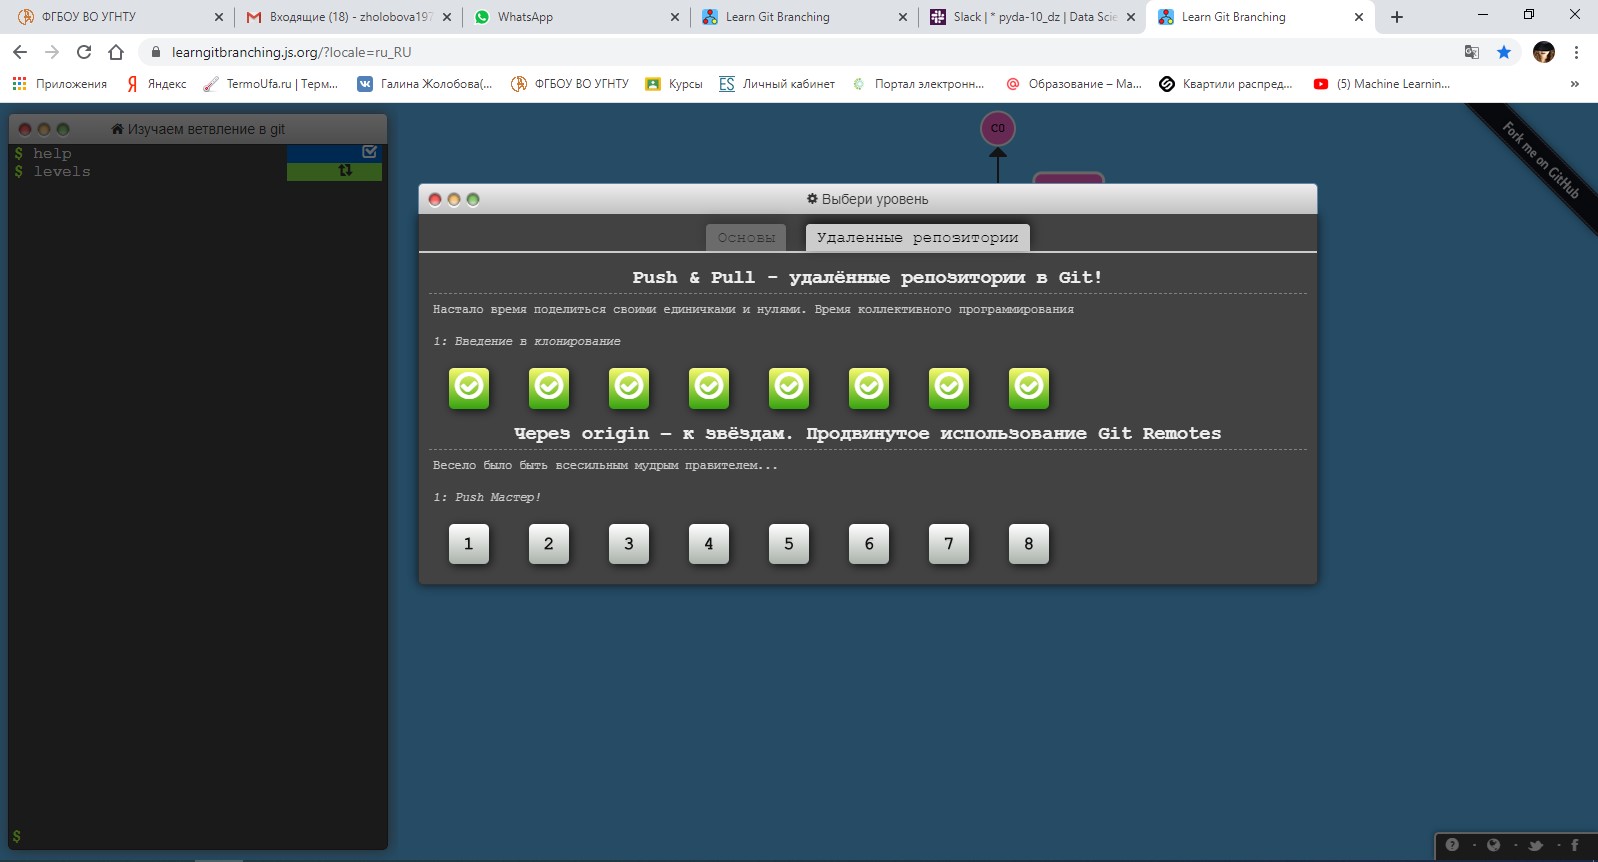 ФГБОУ ВО УГНТУ
Входящие (18) - zholobova197
WhatsApp
Learn Git Branching
Slack | * pyda-10_dz | Data Scie
Learn Git Branching
learngitbranching.js.org/?locale=ru_RU
Приложения
Яндекс
TermoUfa.ru | Терм...
Галина Жолобова(...
ФГБОУ ВО УГНТУ
Курсы
Личный кабинет
Портал электронн...
Образование – Ма...
Квартили распред...
(5) Machine Learnin...
»
Изучаем ветвление в git
$ help
$ levels
C0
Fork me on GitHub
Выбери уровень
Основы
Удаленные репозитории
Push & Pull - удалённые репозитории в Git!
Настало время поделиться своими единичками и нулями. Время коллективного программирования
1: Введение в клонирование
Через origin – к звёздам. Продвинутое использование Git Remotes
Весело было быть всесильным мудрым правителем...
1: Push Мастер!
1 2 3 4 5 6 7 8
$